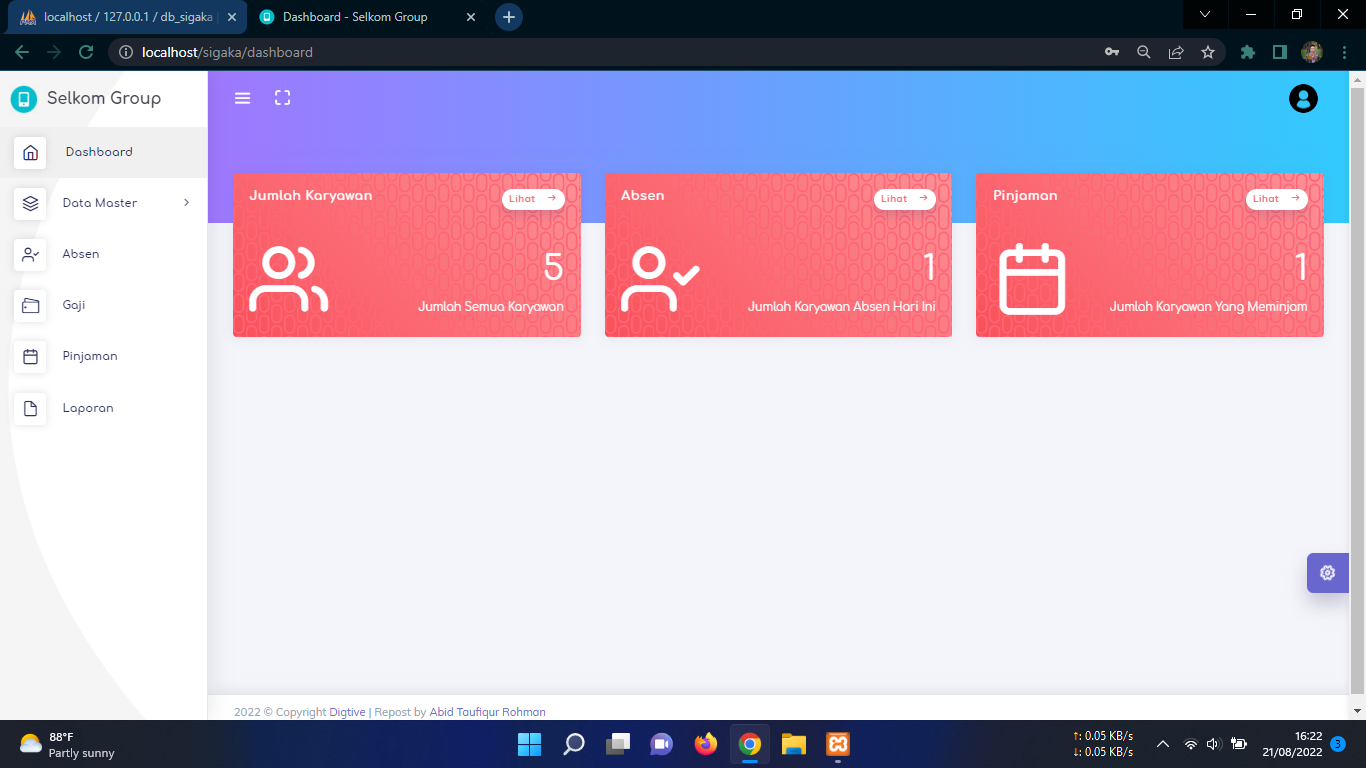 localhost / 127.0.0.1 / db_sigaka
Dashboard - Selkom Group
localhost/sigaka/dashboard
Selkom Group
Dashboard
Data Master
Absen
Gaji
Pinjaman
Laporan
Jumlah Karyawan
Lihat →
5
Jumlah Semua Karyawan
Absen
Lihat →
1
Jumlah Karyawan Absen Hari Ini
Pinjaman
Lihat →
1
Jumlah Karyawan Yang Meminjam
2022 © Copyright Digtive | Repost by Abid Taufiqur Rohman
88°F
Partly sunny
↑: 0.05 KB/s
↓: 0.05 KB/s
16:22
21/08/2022
3